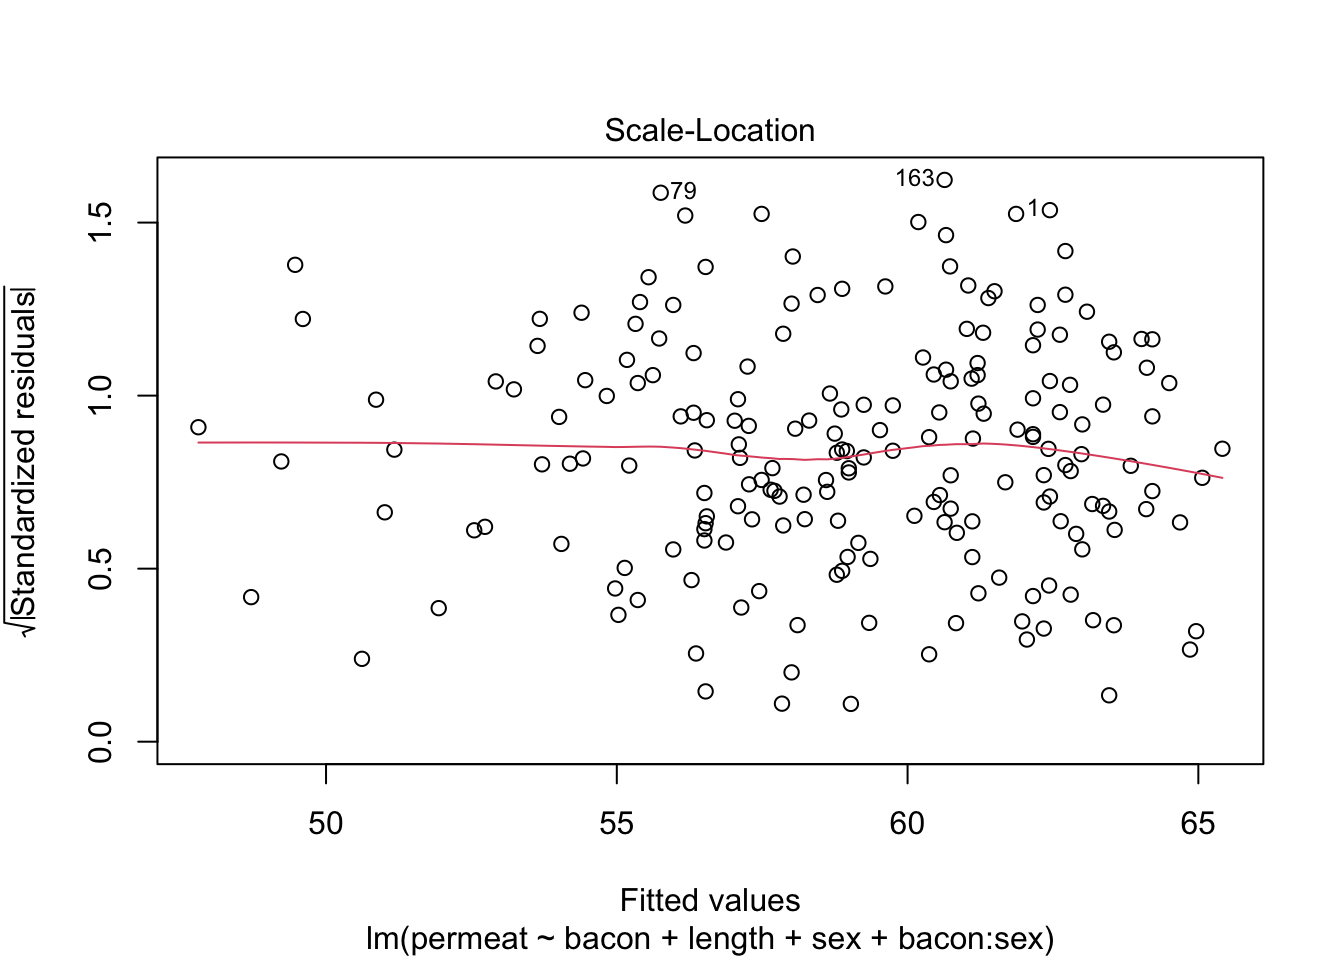 Scale-Location
√|Standardized residuals|
0.0 0.5 1.0 1.5
79
163
1
50 55 60 65
Fitted values
lm(permeat ~ bacon + length + sex + bacon:sex)